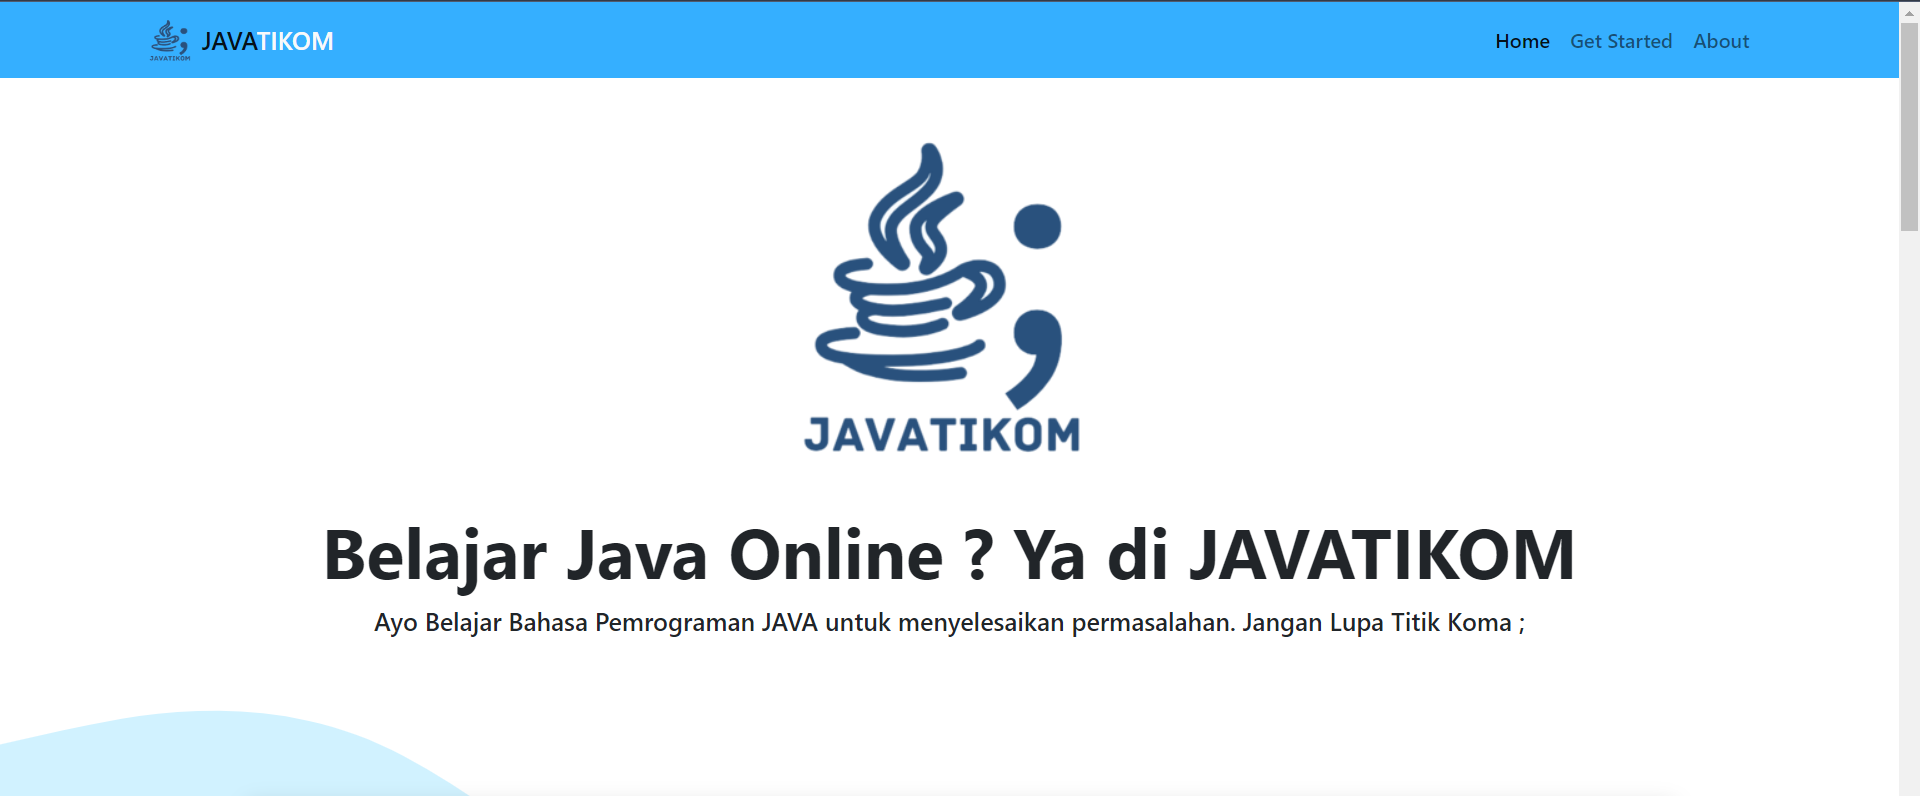 JAVATIKOM
JAVATIKOM
Home
Get Started
About
JAVATIKOM
Belajar Java Online ? Ya di JAVATIKOM
Ayo Belajar Bahasa Pemrograman JAVA untuk menyelesaikan permasalahan. Jangan Lupa Titik Koma ;